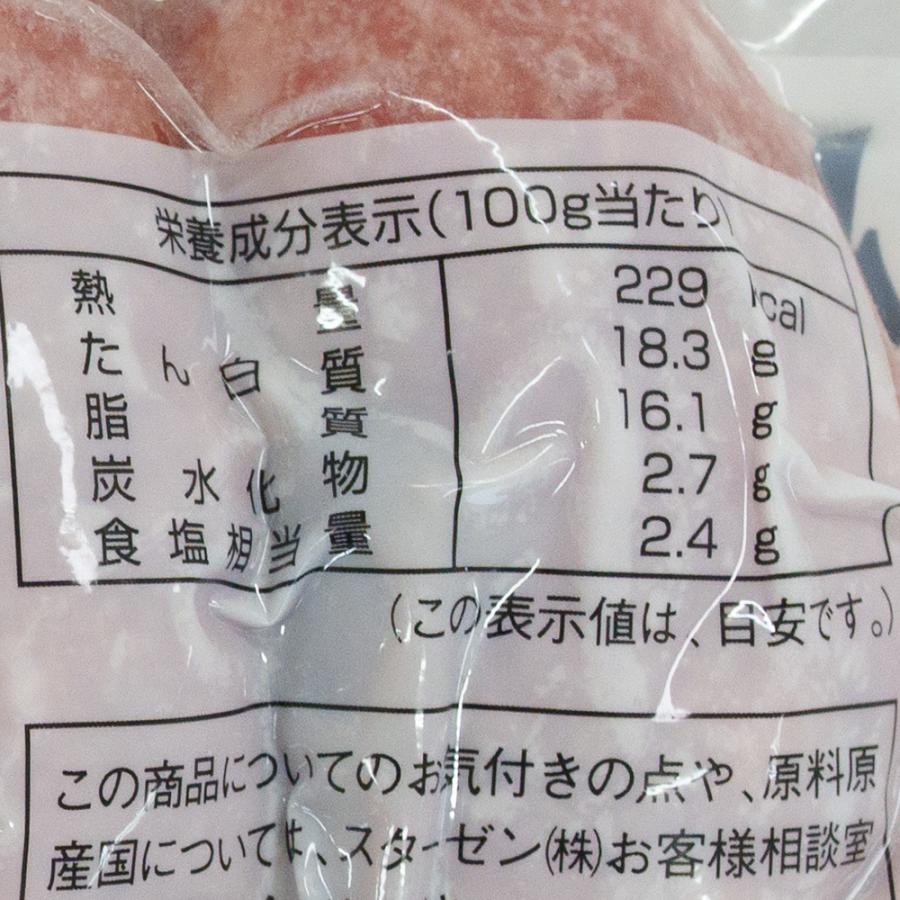 栄養成分表示(100g当たり)
熱量 229 kcal
たん白質 18.3 g
脂質 16.1 g
炭水化物 2.7 g
食塩相当量 2.4 g
(この表示値は、目安です。)
この商品についてのお気付きの点や、原料原
産国については、スターゼン(株)お客様相談室